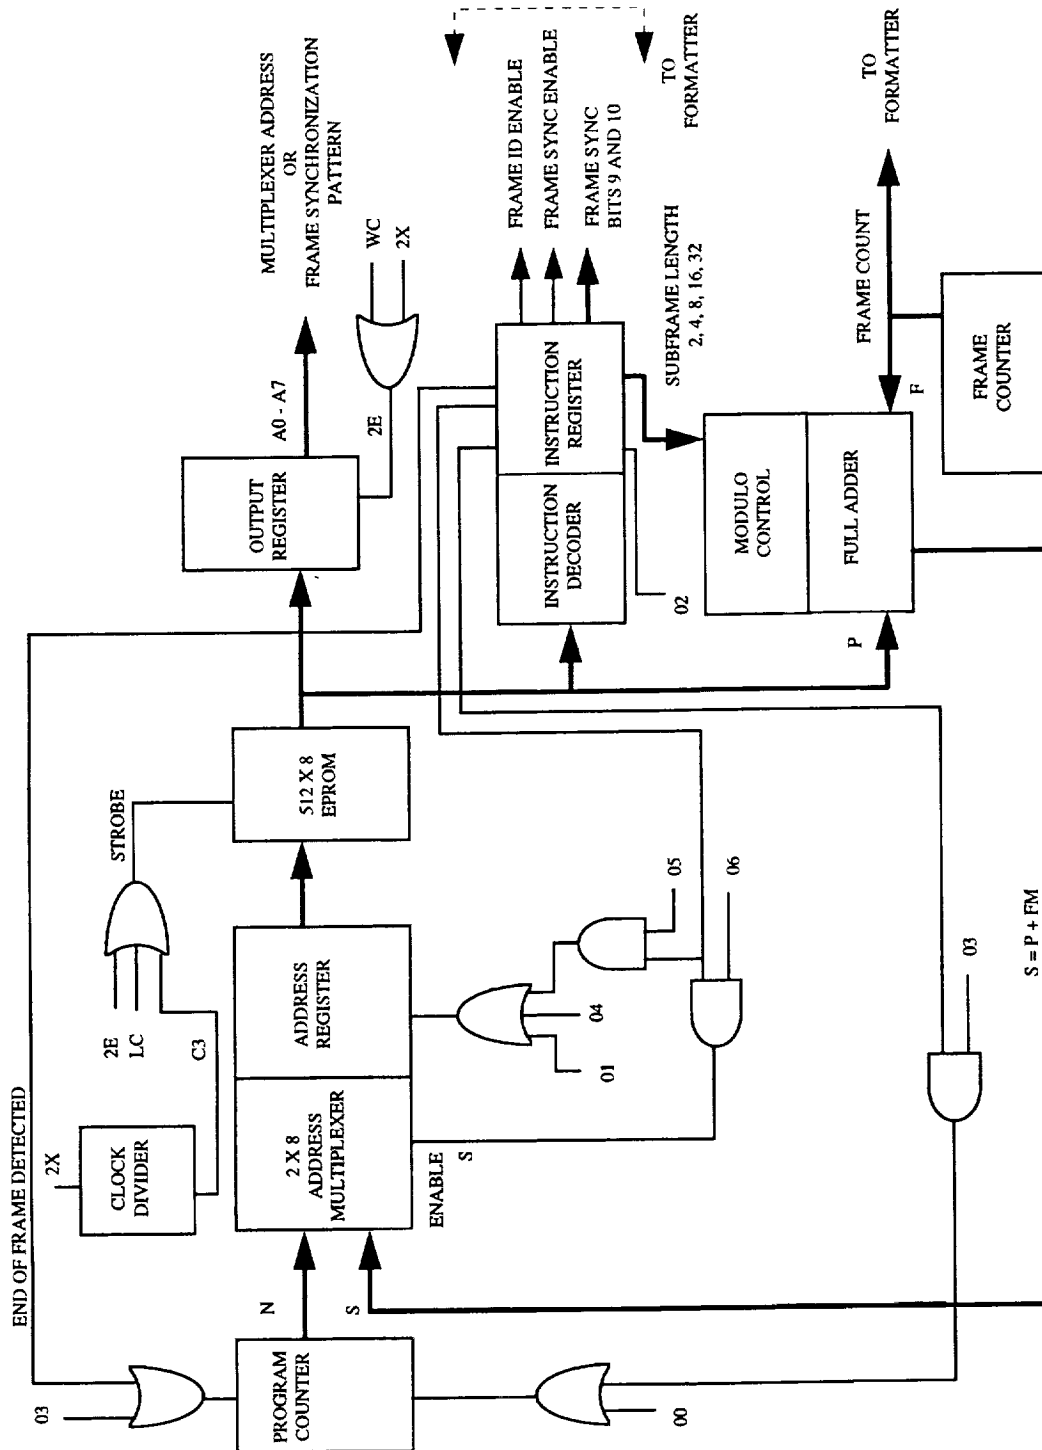 END OF FRAME DETECTED
03
PROGRAM
COUNTER
00
N
S
2X
CLOCK
DIVIDER
2E
LC
C3
STROBE
2 X 8
ADDRESS
MULTIPLEXER
ADDRESS
REGISTER
ENABLE
S
01
04
05
06
03
512 X 8
EPROM
OUTPUT
REGISTER
A0 - A7
MULTIPLEXER ADDRESS
OR
FRAME SYNCHRONIZATION
PATTERN
2E
WC
2X
INSTRUCTION
DECODER
INSTRUCTION
REGISTER
02
FRAME ID ENABLE
FRAME SYNC ENABLE
FRAME SYNC
BITS 9 AND 10
TO
FORMATTER
SUBFRAME LENGTH
2, 4, 8, 16, 32
MODULO
CONTROL
FULL ADDER
P
F
FRAME COUNT
TO
FORMATTER
FRAME
COUNTER
S = P + FM